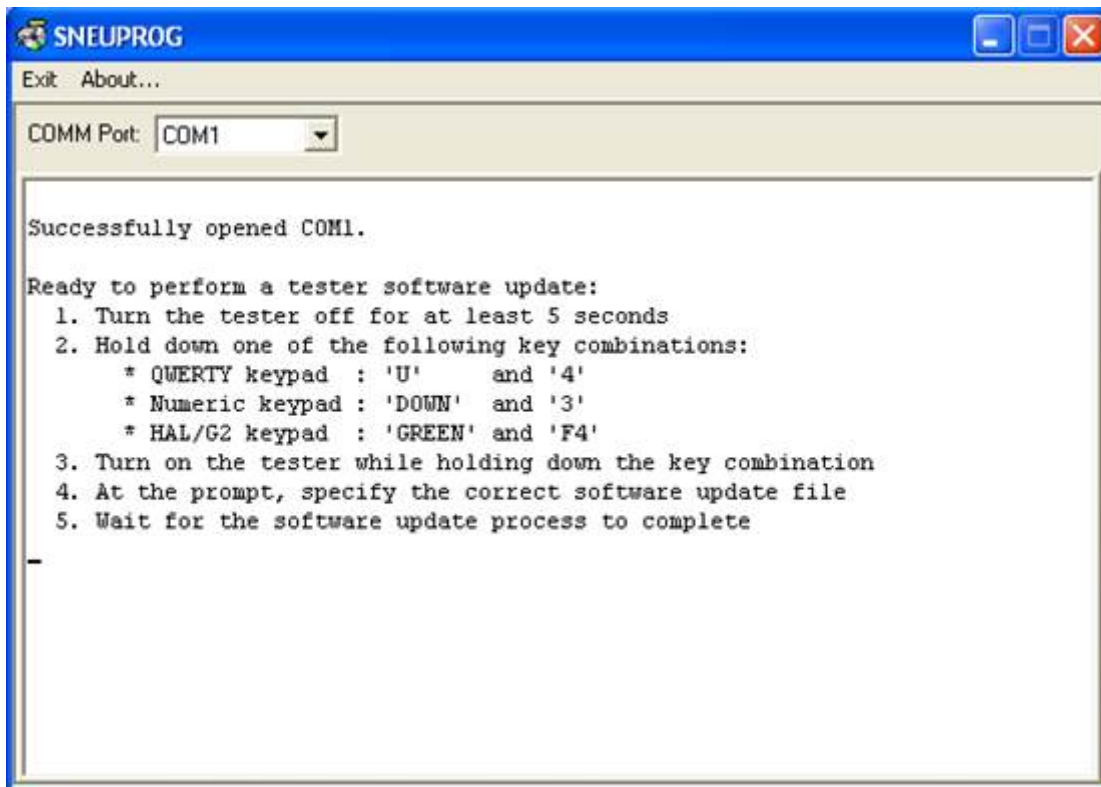 SNEUPROG
Exit About...
COMM Port: COM1
Successfully opened COM1.
Ready to perform a tester software update:
1. Turn the tester off for at least 5 seconds
2. Hold down one of the following key combinations:
* QWERTY keypad : 'U' and '4'
* Numeric keypad : 'DOWN' and '3'
* HAL/G2 keypad : 'GREEN' and 'F4'
3. Turn on the tester while holding down the key combination
4. At the prompt, specify the correct software update file
5. Wait for the software update process to complete